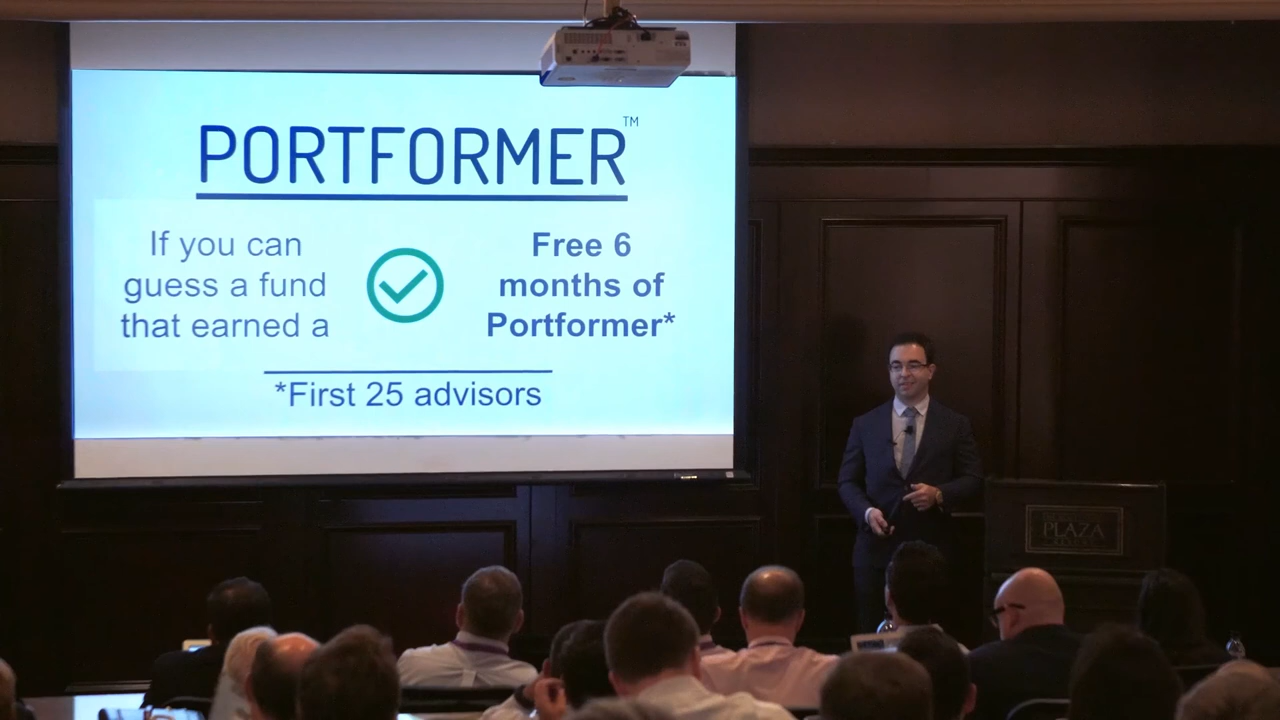 PORTFORMER™
If you can
guess a fund
that earned a
Free 6
months of
Portformer*
*First 25 advisors
PLAZA